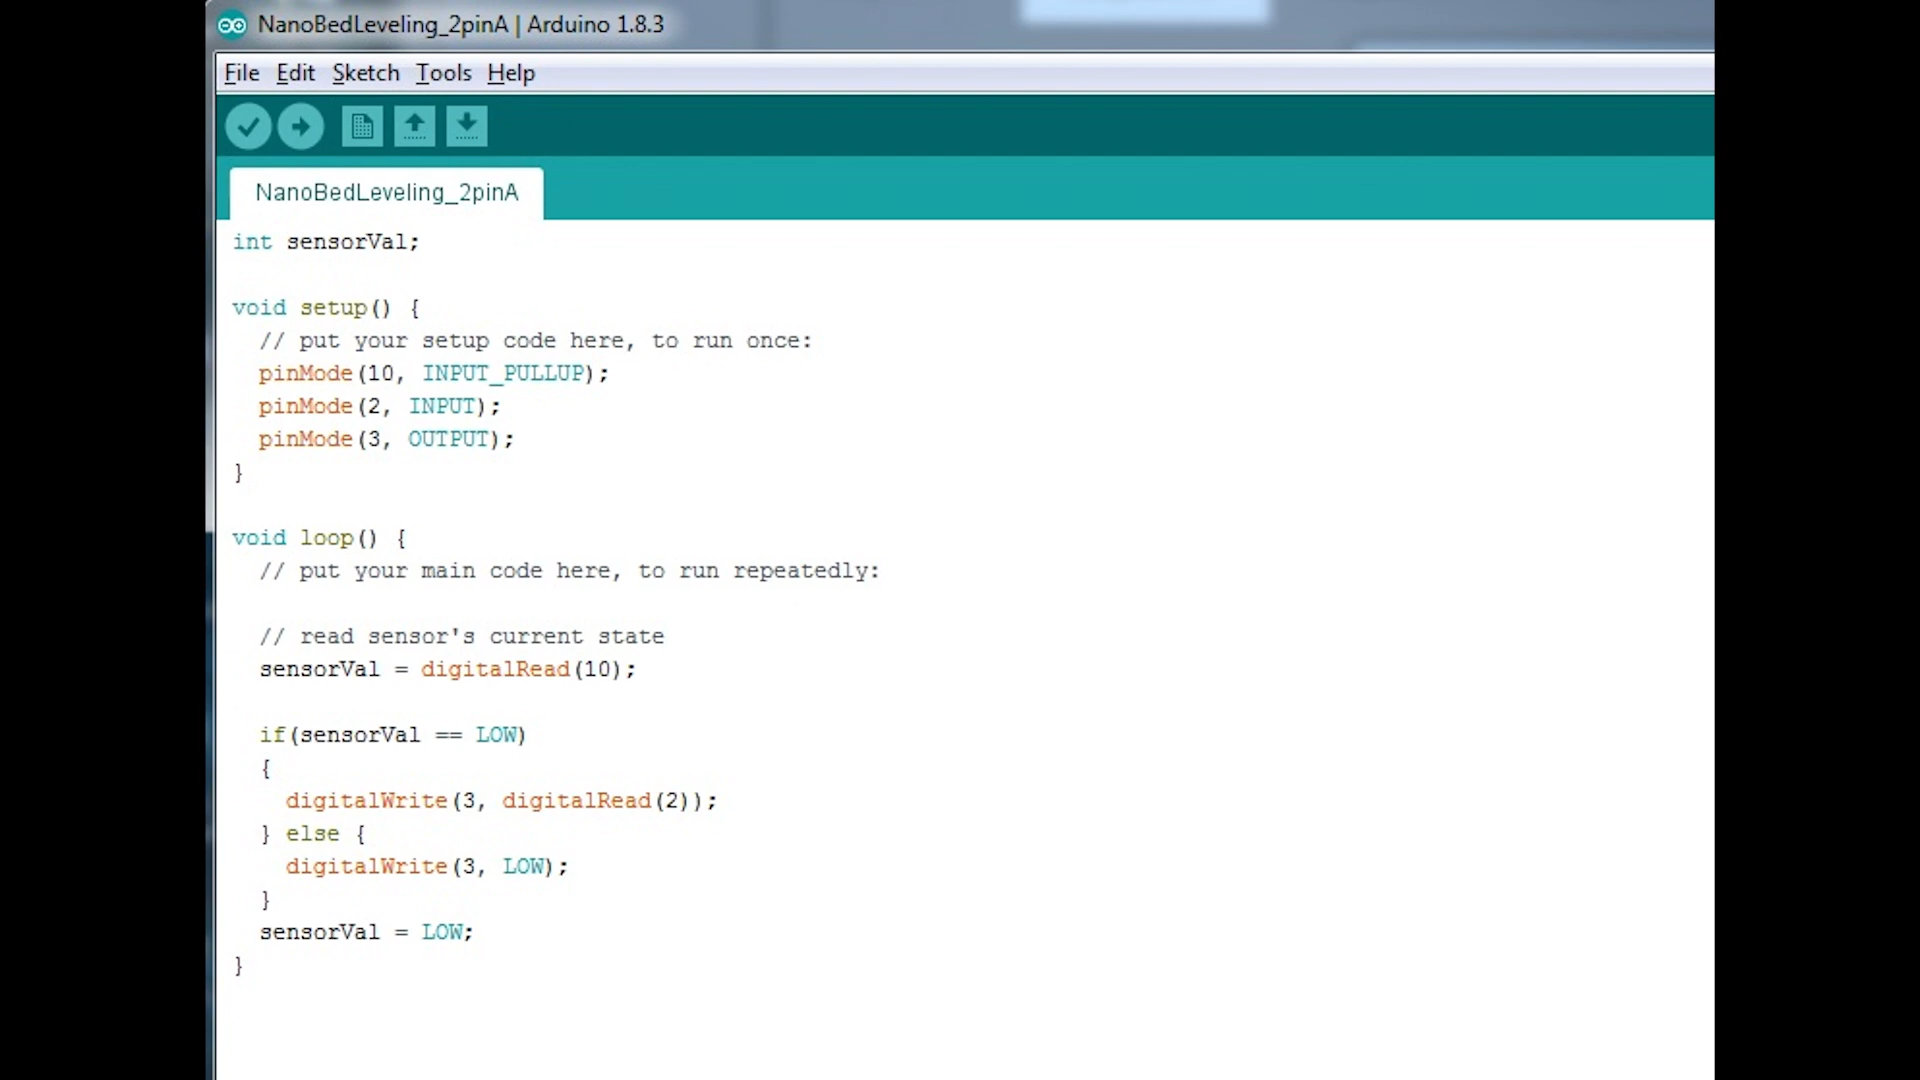 NanoBedLeveling_2pinA | Arduino 1.8.3
File Edit Sketch Tools Help
NanoBedLeveling_2pinA
int sensorVal;
void setup() {
// put your setup code here, to run once:
pinMode(10, INPUT_PULLUP);
pinMode(2, INPUT);
pinMode(3, OUTPUT);
}
void loop() {
// put your main code here, to run repeatedly:
// read sensor's current state
sensorVal = digitalRead(10);
if(sensorVal == LOW)
{
digitalWrite(3, digitalRead(2));
} else {
digitalWrite(3, LOW);
}
sensorVal = LOW;
}